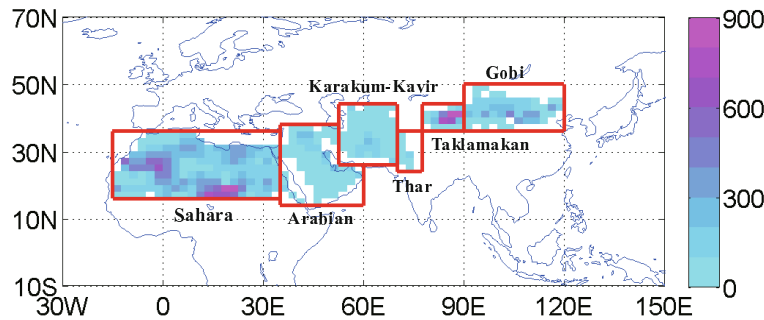 70N
900
50N
Gobi
Karakum-Kavir
600
30N
Taklamakan
Thar
300
Sahara
Arabian
10N
10S
0
30W 0 30E 60E 90E 120E 150E